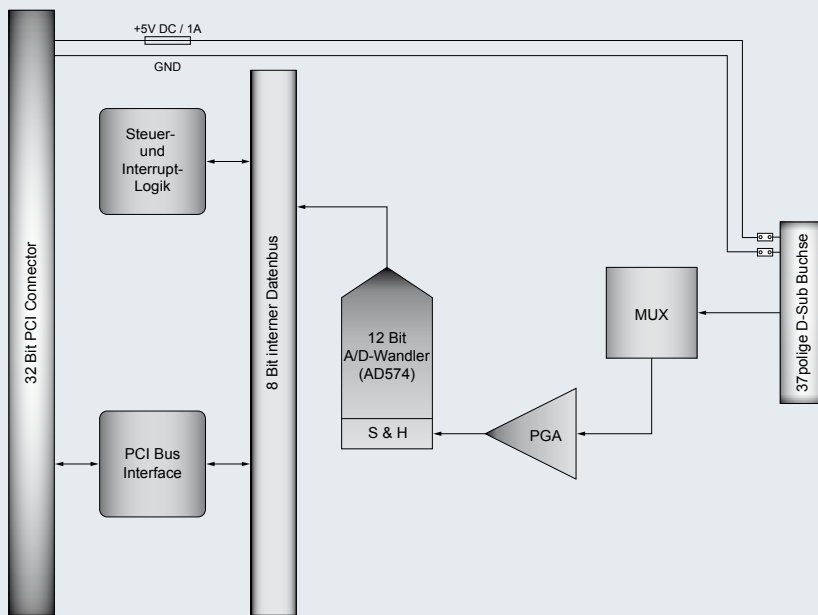 +5V DC / 1A
GND
32 Bit PCI Connector
Steuer-
und
Interrupt-
Logik
PCI Bus
Interface
8 Bit interner Datenbus
12 Bit
A/D-Wandler
(AD574)
S & H
PGA
MUX
37polige D-Sub Buchse